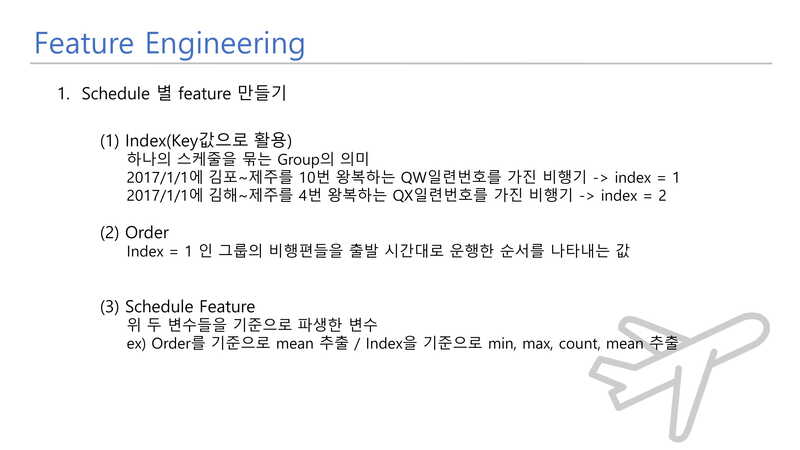 Feature Engineering
1. Schedule 별 feature 만들기
(1) Index(Key값으로 활용)
하나의 스케줄을 묶는 Group의 의미
2017/1/1에 김포~제주를 10번 왕복하는 QW일련번호를 가진 비행기 -> index = 1
2017/1/1에 김해~제주를 4번 왕복하는 QX일련번호를 가진 비행기 -> index = 2
(2) Order
Index = 1 인 그룹의 비행편들을 출발 시간대로 운행한 순서를 나타내는 값
(3) Schedule Feature
위 두 변수들을 기준으로 파생한 변수
ex) Order를 기준으로 mean 추출 / Index을 기준으로 min, max, count, mean 추출